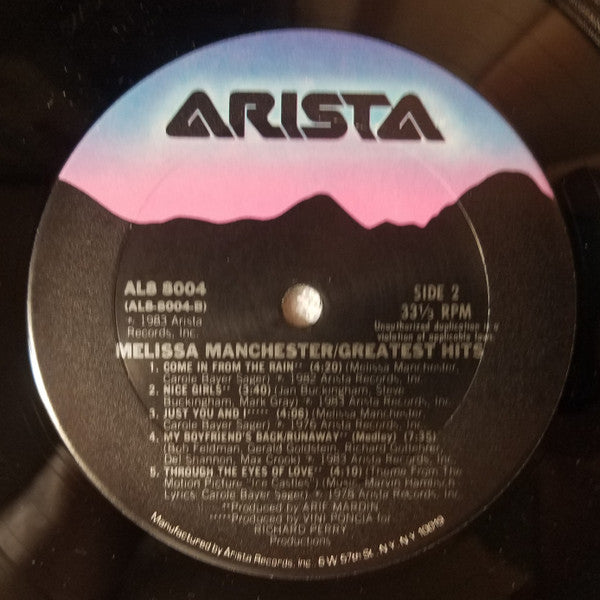 ARISTA
AL8 8004
(AL8-8004-B)
℗ 1983 Arista
Records, Inc.
SIDE 2
33⅓ RPM
Unauthorized duplication is a
violation of applicable laws.
MELISSA MANCHESTER/GREATEST HITS
1. COME IN FROM THE RAIN** (4:20) (Melissa Manchester,
Carole Bayer Sager) ℗ 1982 Arista Records, Inc.
2. NICE GIRLS** (3:40) (Jan Buckingham, Steve
Buckingham, Mark Gray) ℗ 1983 Arista Records, Inc.
3. JUST YOU AND I***** (4:06) (Melissa Manchester,
Carole Bayer Sager) ℗ 1976 Arista Records, Inc.
4. MY BOYFRIEND'S BACK/RUNAWAY** (Medley) (7:35)
(Bob Feldman, Gerald Goldstein, Richard Gottehrer,
Del Shannon, Max Crook) ℗ 1983 Arista Records, Inc.
5. THROUGH THE EYES OF LOVE** (4:10) (Theme From The
Motion Picture "Ice Castles") (Music: Marvin Hamlisch
Lyrics: Carole Bayer Sager) ℗ 1978 Arista Records, Inc.
**Produced by ARIF MARDIN
*****Produced by VINI PONCIA for
RICHARD PERRY
Productions
Manufactured by Arista Records, Inc. 6 W 57th St. N.Y. N.Y. 10019